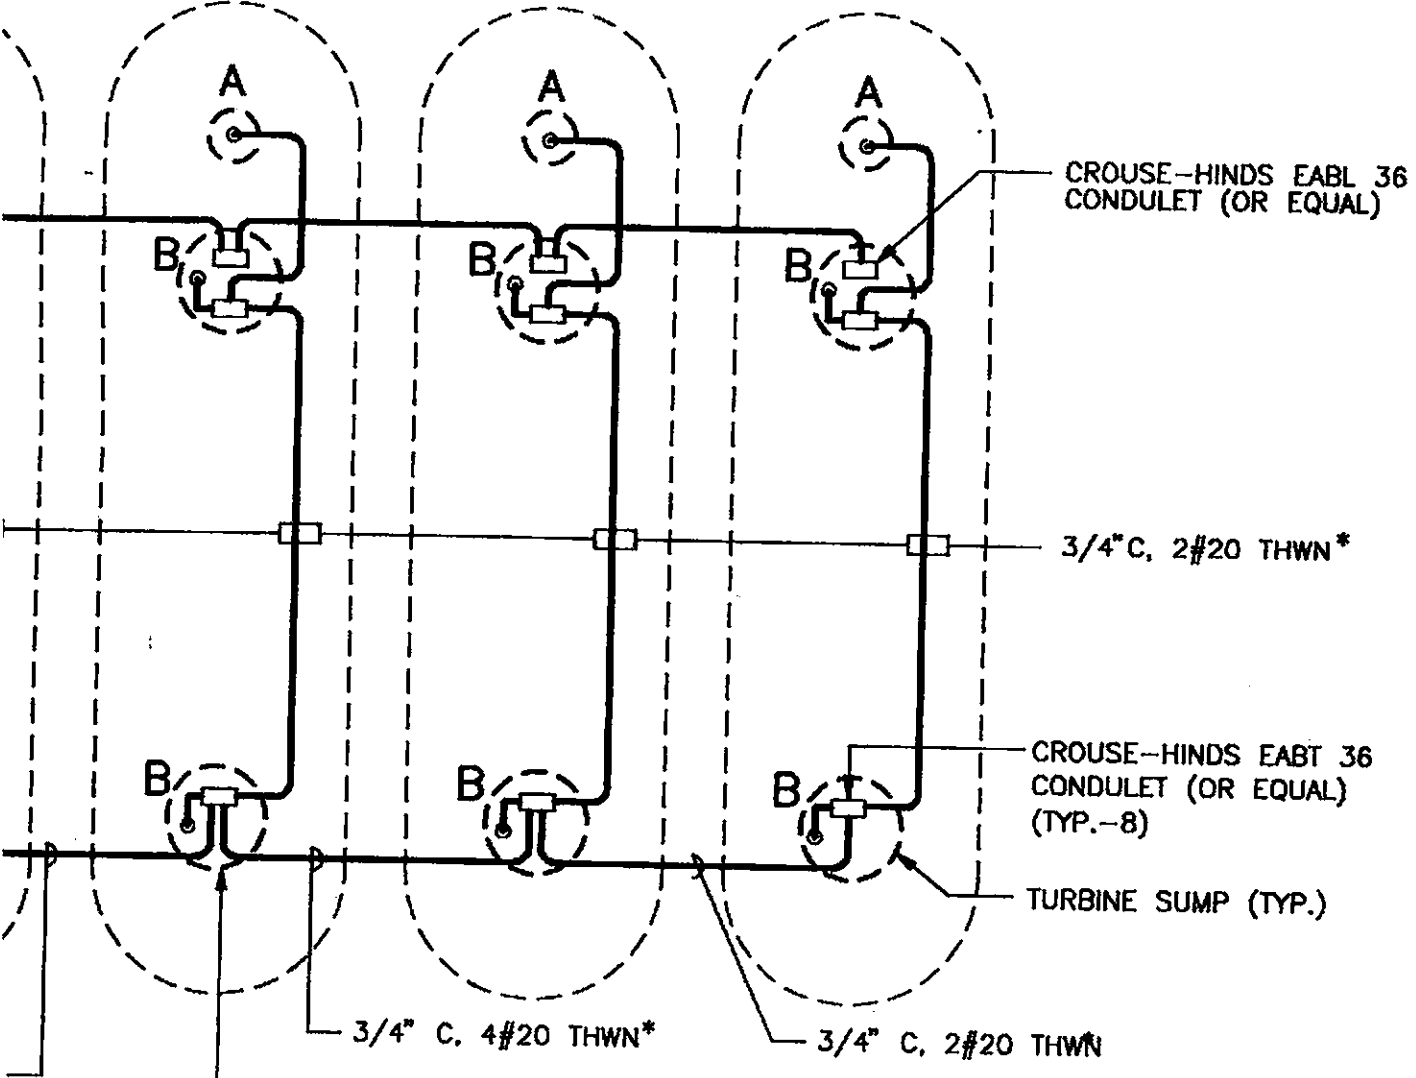 A
A
A
CROUSE-HINDS EABL 36
CONDULET (OR EQUAL)
B
B
B
3/4"C, 2#20 THWN*
B
B
B
CROUSE-HINDS EABT 36
CONDULET (OR EQUAL)
(TYP.-8)
TURBINE SUMP (TYP.)
3/4" C, 4#20 THWN*
3/4" C, 2#20 THWN*